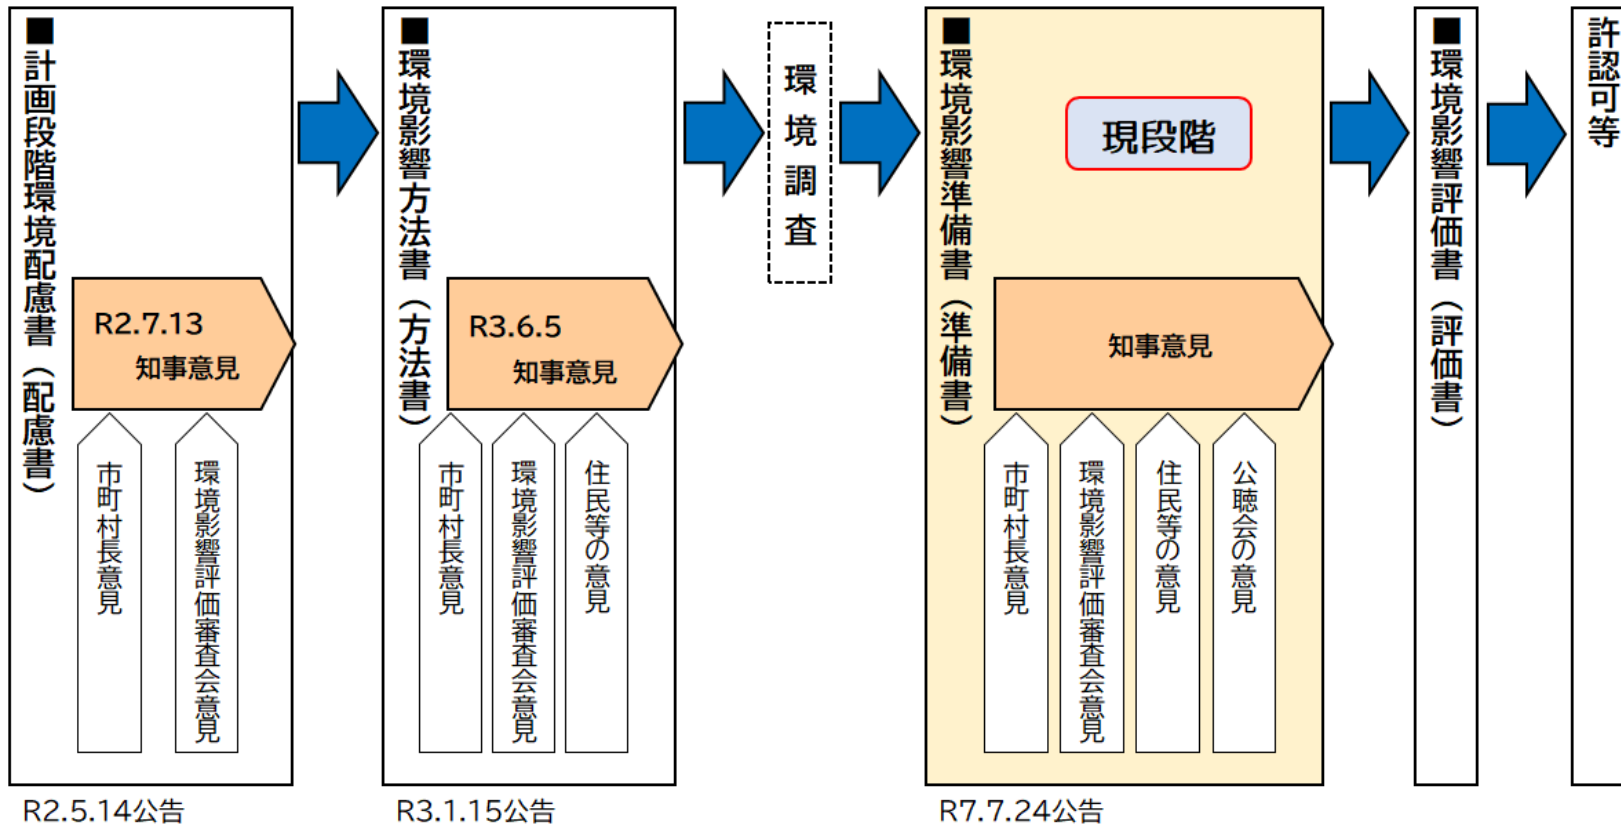 ■計画段階環境配慮書（配慮書）
R2.7.13
知事意見
市町村長意見
環境影響評価審査会意見
R2.5.14公告
■環境影響方法書（方法書）
R3.6.5
知事意見
市町村長意見
環境影響評価審査会意見
住民等の意見
R3.1.15公告
環境調査
■環境影響準備書（準備書）
現段階
知事意見
市町村長意見
環境影響評価審査会意見
住民等の意見
公聴会の意見
R7.7.24公告
■環境影響評価書（評価書）
許認可等